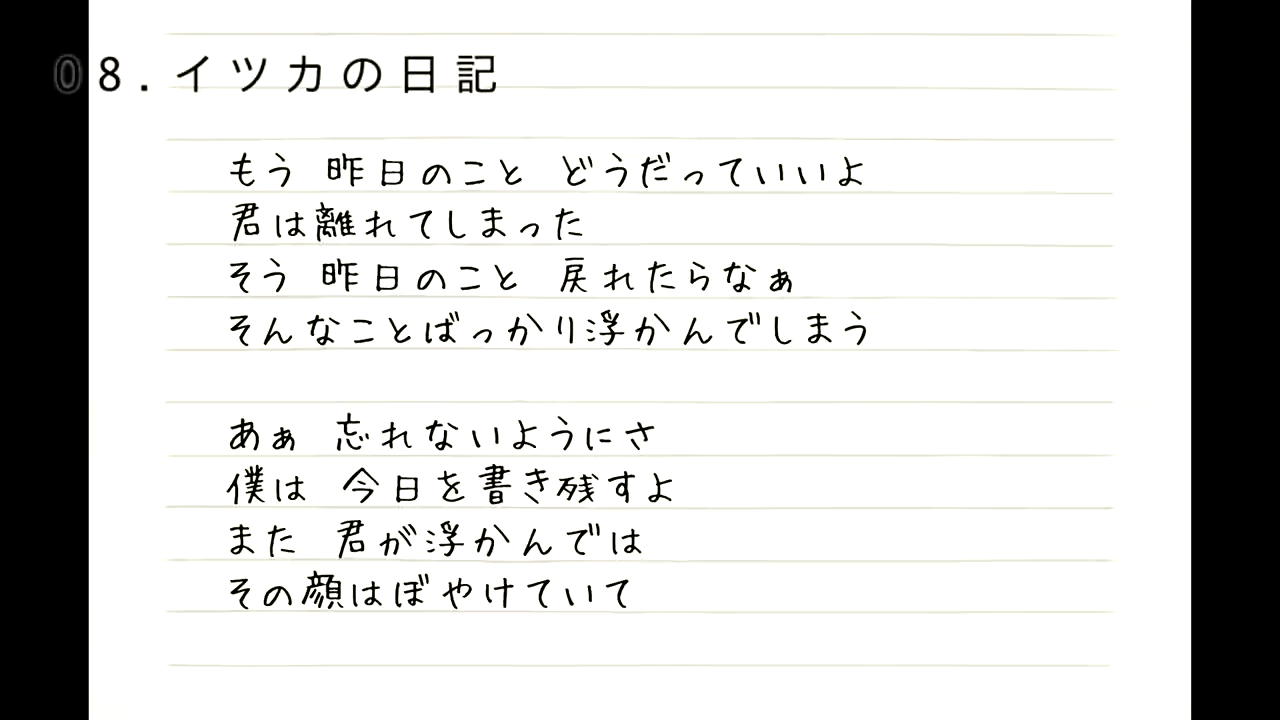 08.イツカの日記
もう 昨日のこと どうだっていいよ
君は離れてしまった
そう 昨日のこと 戻れたらなぁ
そんなことばっかり浮かんでしまう
あぁ 忘れないようにさ
僕は 今日を書き残すよ
また 君が浮かんでは
その顔はぼやけていて